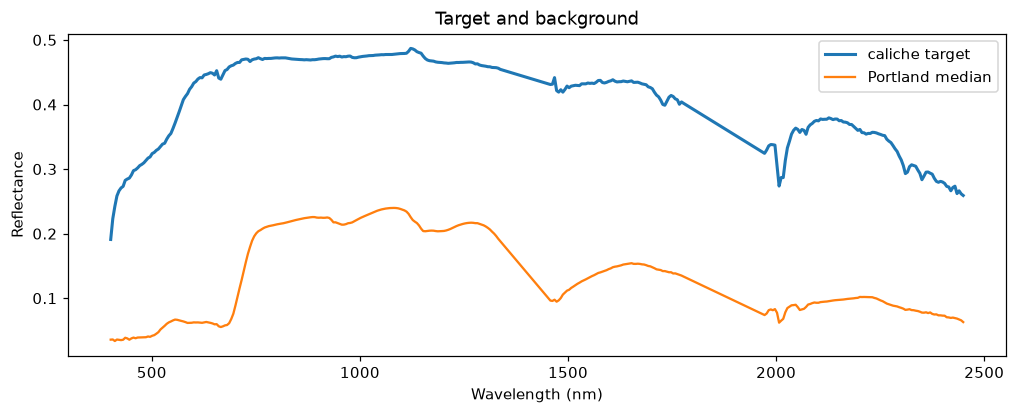 Target and background
caliche target
Portland median
Reflectance
0.5
0.4
0.3
0.2
0.1
500
1000
1500
2000
2500
Wavelength (nm)